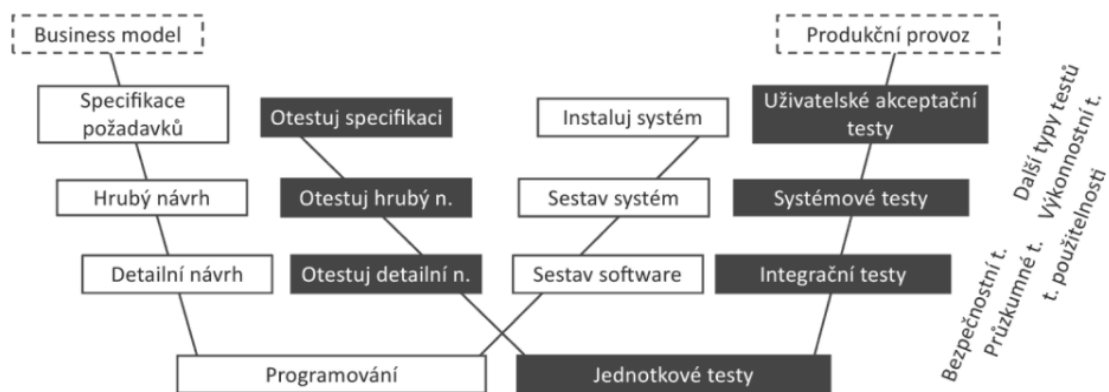 Business model
Produkční provoz
Specifikace
požadavků
Otestuj specifikaci
Instaluj systém
Uživatelské akceptační
testy
Hrubý návrh
Otestuj hrubý n.
Sestav systém
Systémové testy
Detailní návrh
Otestuj detailní n.
Sestav software
Integrační testy
Programování
Jednotkové testy
Další typy testů
Výkonnostní t.
Bezpečnostní t.
Průzkumné t.
t. použitelnosti